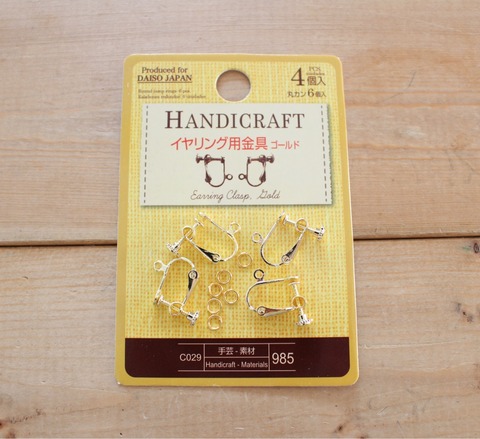 Produced for
DAISO JAPAN
4個入
PCS
丸カン6個入
HANDICRAFT
イヤリング用金具 ゴールド
Earring Clasp, Gold
C029
手芸-素材
Handicraft - Materials
985